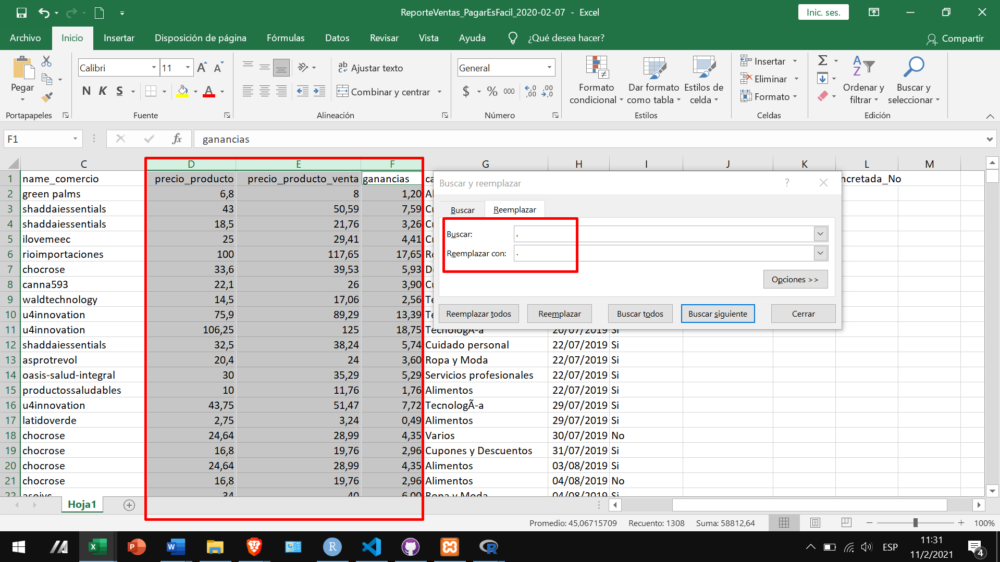 ReporteVentas_PagarEsFacil_2020-02-07 - Excel
Inic. ses.
Archivo Inicio Insertar Disposición de página Fórmulas Datos Revisar Vista Ayuda ¿Qué desea hacer? Compartir
Pegar
Portapapeles
Calibri 11
N K S
Fuente
Ajustar texto
Combinar y centrar
Alineación
General
$ % 000
Número
Formato condicional
Dar formato como tabla
Estilos de celda
Estilos
Insertar
Eliminar
Formato
Celdas
Ordenar y filtrar
Buscar y seleccionar
Edición
F1 fx ganancias
C D E F G H I J K L M
1 name_comercio precio_producto precio_producto_venta ganancias ca ncretada_No
2 green palms 6,8 8 1,20 Al
3 shaddaiessentials 43 50,59 7,59 Cu
4 shaddaiessentials 18,5 21,76 3,26 Cu
5 ilovemeec 25 29,41 4,41 Cu
6 rioimportaciones 100 117,65 17,65 Ro
7 chocrose 33,6 39,53 5,93 De
8 canna593 22,1 26 3,90 Cu
9 waldtechnology 14,5 17,06 2,56 Te
10 u4innovation 75,9 89,29 13,39 Te
11 u4innovation 106,25 125 18,75 TecnologÃ-a 20/07/2019 Si
12 shaddaiessentials 32,5 38,24 5,74 Cuidado personal 22/07/2019 Si
13 asprotrevol 20,4 24 3,60 Ropa y Moda 22/07/2019 Si
14 oasis-salud-integral 30 35,29 5,29 Servicios profesionales 22/07/2019 Si
15 productossaludables 10 11,76 1,76 Alimentos 22/07/2019 Si
16 u4innovation 43,75 51,47 7,72 TecnologÃ-a 29/07/2019 Si
17 latidoverde 2,75 3,24 0,49 Alimentos 29/07/2019 Si
18 chocrose 24,64 28,99 4,35 Varios 30/07/2019 No
19 chocrose 16,8 19,76 2,96 Cupones y Descuentos 31/07/2019 Si
20 chocrose 24,64 28,99 4,35 Alimentos 03/08/2019 Si
21 chocrose 16,8 19,76 2,96 Alimentos 04/08/2019 No
22 34 40 6,00 Ropa y Moda 04/08/2019 Si
Buscar y reemplazar ?
Buscar Reemplazar
Buscar: ,
Reemplazar con: .
Opciones >>
Reemplazar todos Reemplazar Buscar todos Buscar siguiente Cerrar
Hoja1
Promedio: 45,06715709 Recuento: 1308 Suma: 58812,64 100%
ESP
11:31
11/2/2021
4